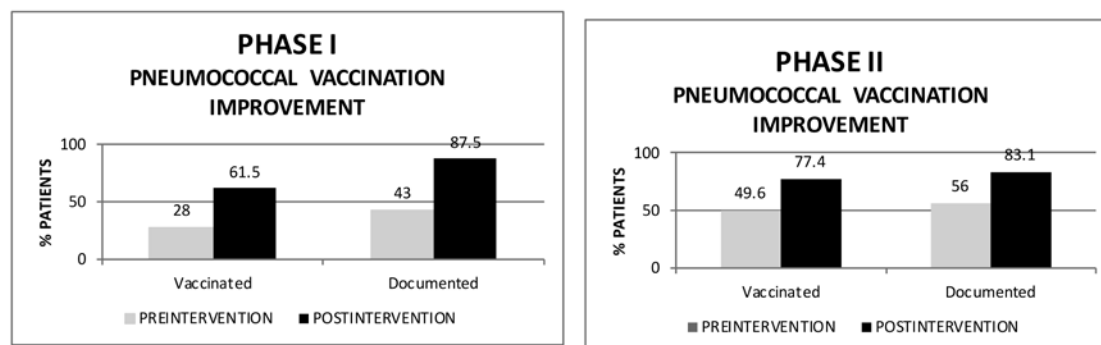 PHASE I
PNEUMOCOCCAL VACCINATION
IMPROVEMENT
% PATIENTS
100
50
0
28
61.5
43
87.5
Vaccinated
Documented
PREINTERVENTION
POSTINTERVENTION
PHASE II
PNEUMOCOCCAL VACCINATION
IMPROVEMENT
% PATIENTS
100
50
0
49.6
77.4
56
83.1
Vaccinated
Documented
PREINTERVENTION
POSTINTERVENTION